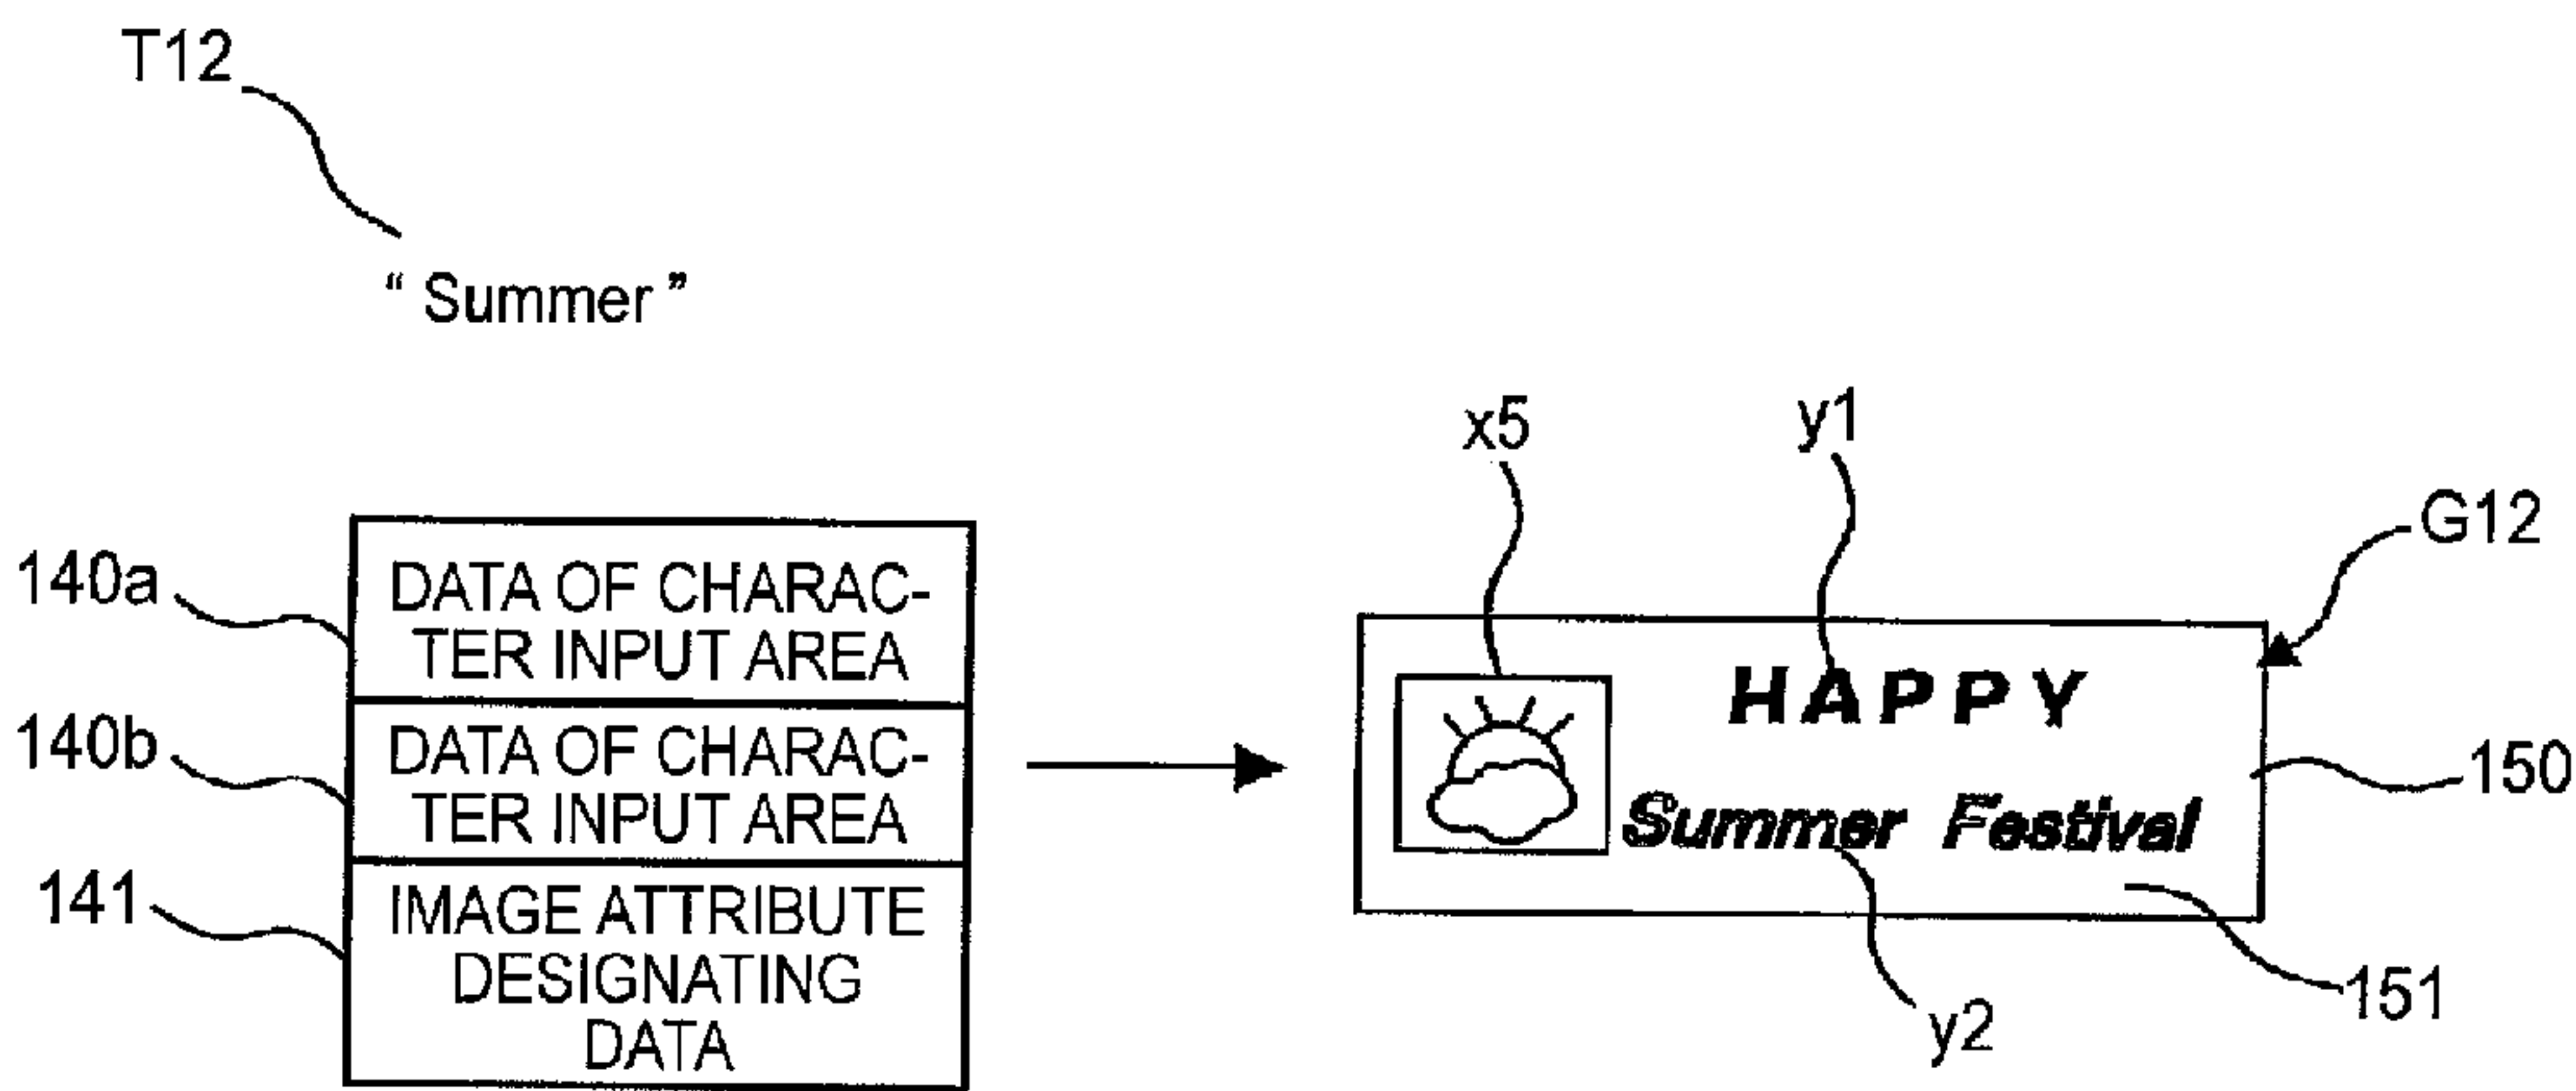 T12
“ Summer ”
x5
y1
G12
140a
DATA OF CHARAC-
TER INPUT AREA
140b
DATA OF CHARAC-
TER INPUT AREA
141
IMAGE ATTRIBUTE
DESIGNATING
DATA
HAPPY
Summer Festival
150
151
y2